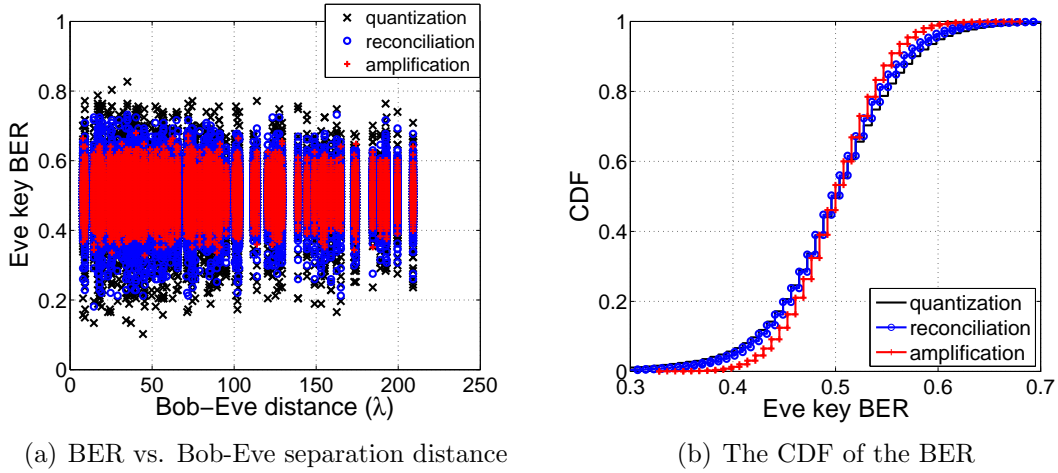 quantization
reconciliation
amplification
1
0.8
0.6
0.4
0.2
0
0
50
100
150
200
250
Eve key BER
Bob−Eve distance (λ)
(a) BER vs. Bob-Eve separation distance
1
0.8
0.6
0.4
0.2
0
0.3
0.4
0.5
0.6
0.7
CDF
quantization
reconciliation
amplification
Eve key BER
(b) The CDF of the BER